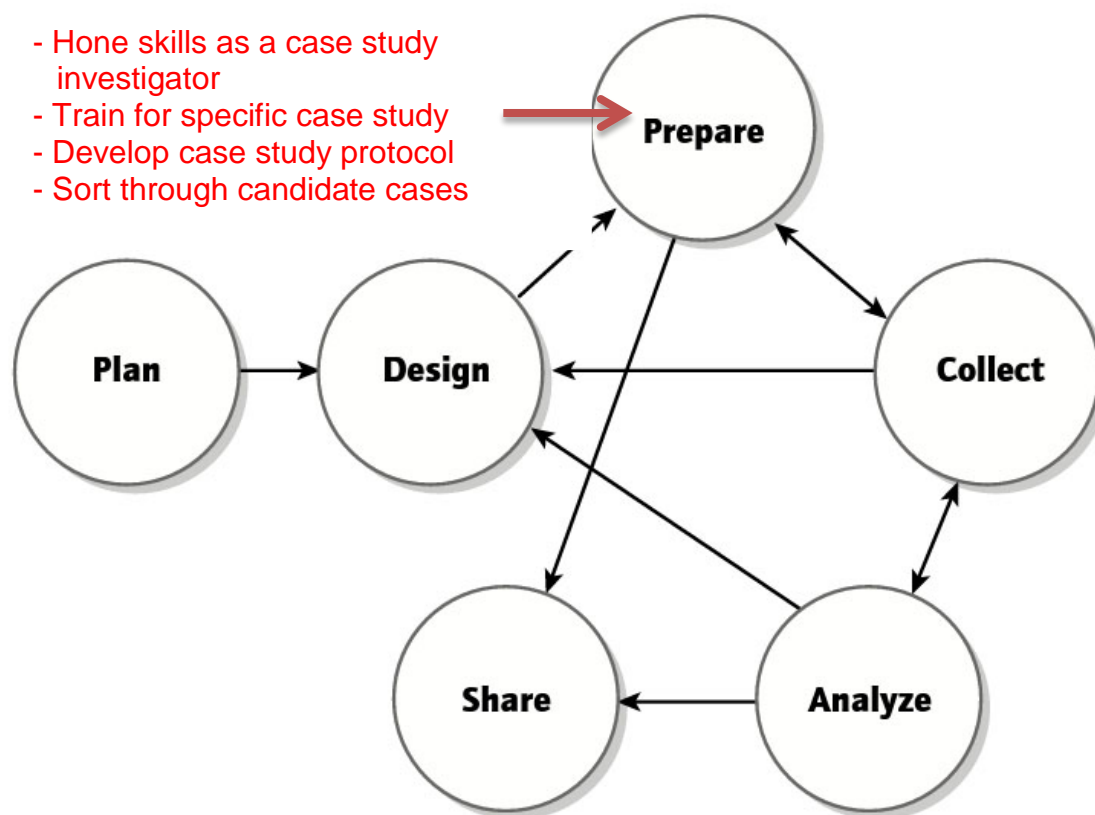 - Hone skills as a case study
investigator
- Train for specific case study
- Develop case study protocol
- Sort through candidate cases
Prepare
Plan
Design
Collect
Share
Analyze